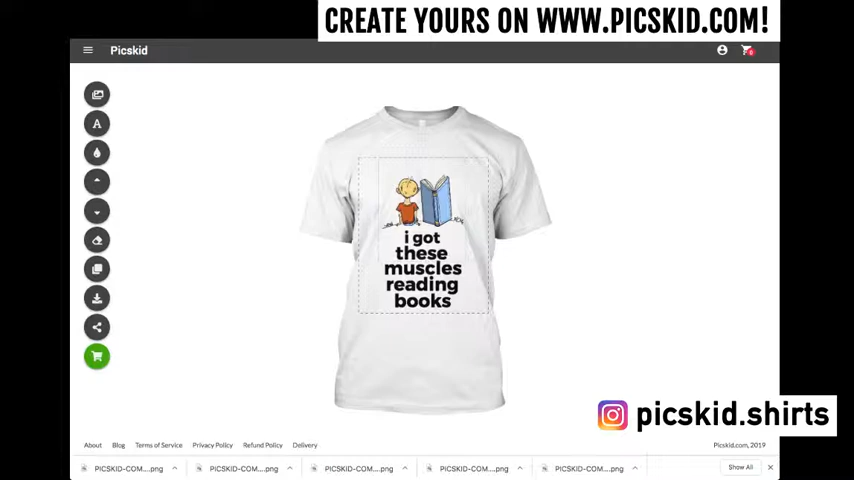 CREATE YOURS ON WWW.PICSKID.COM!
Picskid
0
A
i got
these
muscles
reading
books
picskid.shirts
About Blog Terms of Service Privacy Policy Refund Policy Delivery Picskid.com, 2019
PICSKID-COM....png PICSKID-COM....png PICSKID-COM....png PICSKID-COM....png PICSKID-COM....png Show All